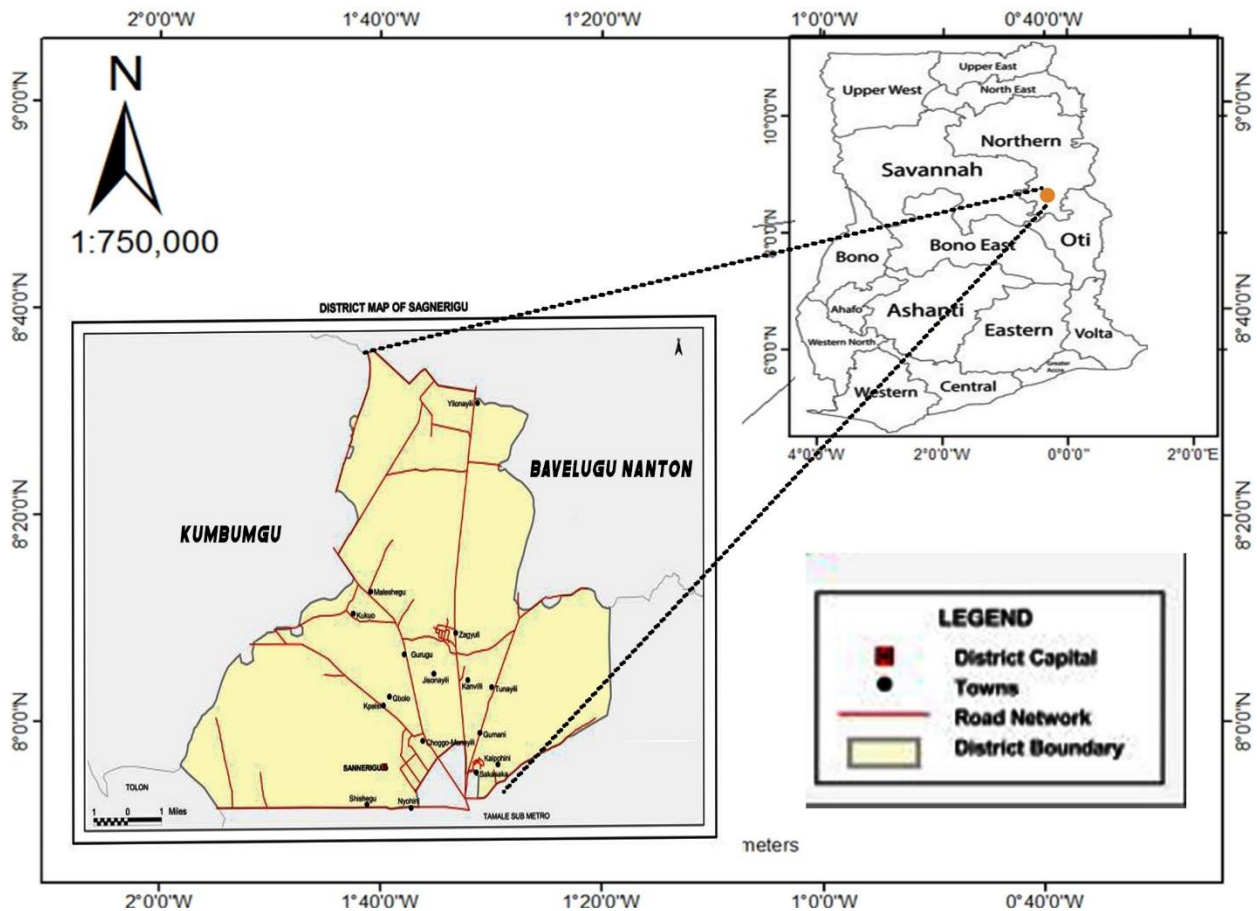 2°0'0"W 1°40'0"W 1°20'0"W 1°0'0"W 0°40'0"W
9°0'0"N
8°40'0"N
8°20'0"N
8°0'0"N
N
1:750,000
DISTRICT MAP OF SAGNERIGU
KUMBUMGU
BAVELUGU NANTON
Yilonayili
Maleshegu
Kukuo
Zagyuli
Gurugu
Jisonayili
Kanvilli
Tunayili
Gbolo
Kpalsi
Gumani
Choggo-Manayili
Kalpohini
Sakasaka
SANNERIGU
Shishegu
Nyohini
TOLON
TAMALE SUB METRO
1 0 1 Miles
10°0'0"N
8°0'0"N
6°0'0"N
Upper East
Upper West
North East
Northern
Savannah
Bono East
Oti
Bono
Ahafo
Ashanti
Eastern
Volta
Western North
Greater
Accra
Western
Central
4°0'0"W 2°0'0"W 0°0'0" 2°0'0"E
9°0'0"N
8°40'0"N
8°20'0"N
8°0'0"N
LEGEND
District Capital
Towns
Road Network
District Boundary
meters
2°0'0"W 1°40'0"W 1°20'0"W 1°0'0"W 0°40'0"W